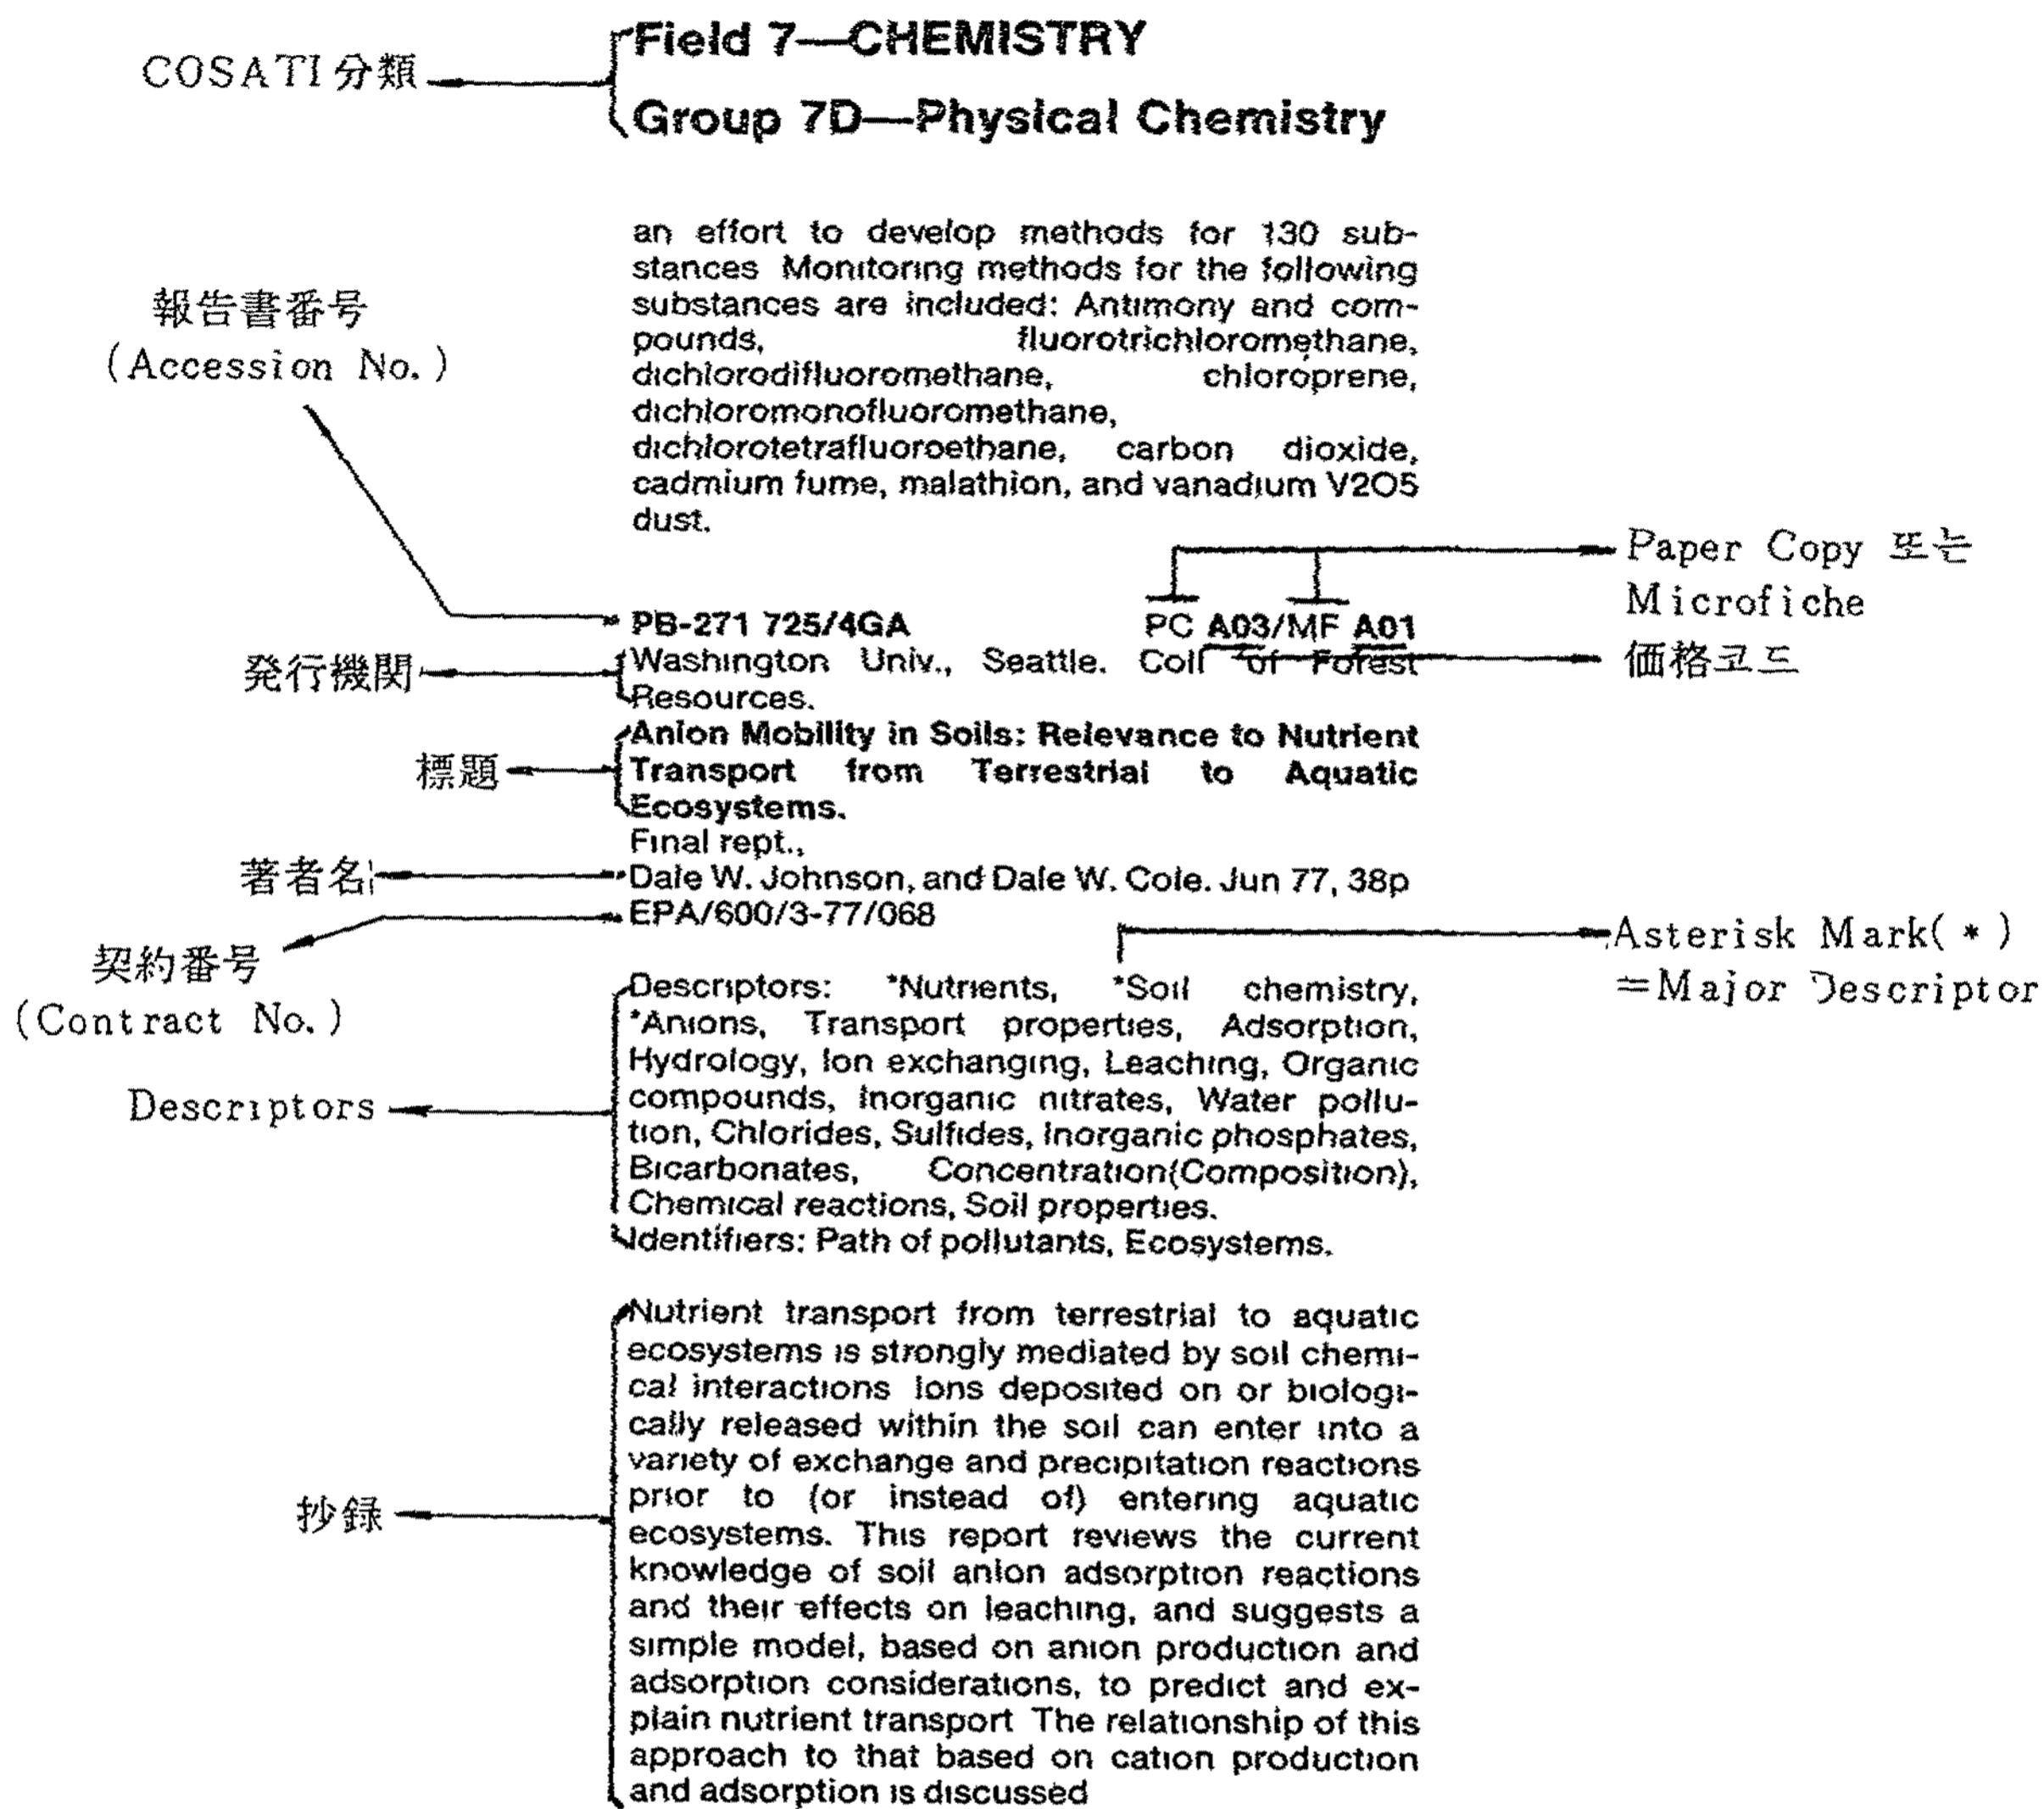 COSATI分類
Field 7—CHEMISTRY
Group 7D—Physical Chemistry
an effort to develop methods for 130 sub-
stances Monitoring methods for the following
substances are included: Antimony and com-
pounds, fluorotrichloromethane,
dichlorodifluoromethane, chloroprene,
dichloromonofluoromethane,
dichlorotetrafluoroethane, carbon dioxide,
cadmium fume, malathion, and vanadium V2O5
dust.
報告書番号
(Accession No.)
Paper Copy 또는
Microfiche
PB-271 725/4GA PC A03/MF A01
価格코드
発行機関
Washington Univ., Seattle. Coll of Forest
Resources.
標題
Anion Mobility in Soils: Relevance to Nutrient
Transport from Terrestrial to Aquatic
Ecosystems.
Final rept.,
著者名
Dale W. Johnson, and Dale W. Cole. Jun 77, 38p
EPA/600/3-77/068
契約番号
(Contract No.)
Asterisk Mark(*)
=Major Descriptor
Descriptors
Descriptors: *Nutrients, *Soil chemistry,
*Anions, Transport properties, Adsorption,
Hydrology, Ion exchanging, Leaching, Organic
compounds, Inorganic nitrates, Water pollu-
tion, Chlorides, Sulfides, Inorganic phosphates,
Bicarbonates, Concentration(Composition),
Chemical reactions, Soil properties.
Identifiers: Path of pollutants, Ecosystems.
抄録
Nutrient transport from terrestrial to aquatic
ecosystems is strongly mediated by soil chemi-
cal interactions Ions deposited on or biologi-
cally released within the soil can enter into a
variety of exchange and precipitation reactions
prior to (or instead of) entering aquatic
ecosystems. This report reviews the current
knowledge of soil anion adsorption reactions
and their effects on leaching, and suggests a
simple model, based on anion production and
adsorption considerations, to predict and ex-
plain nutrient transport The relationship of this
approach to that based on cation production
and adsorption is discussed